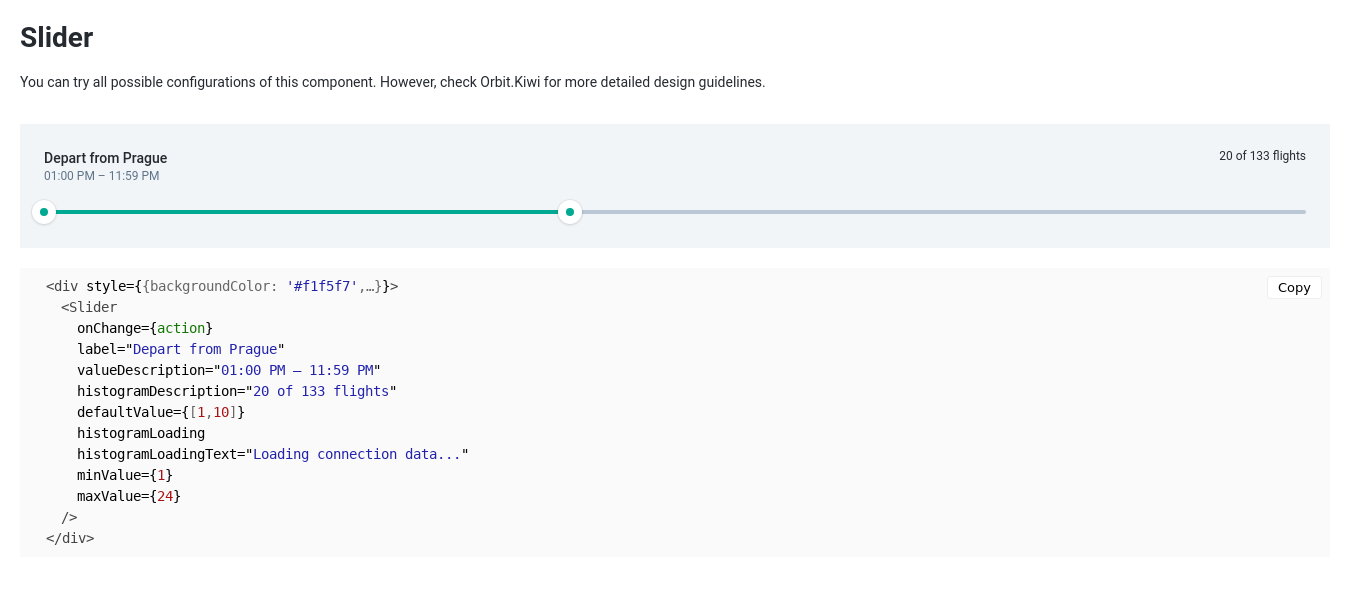 Slider
You can try all possible configurations of this component. However, check Orbit.Kiwi for more detailed design guidelines.
Depart from Prague
20 of 133 flights
01:00 PM – 11:59 PM
<div style={{backgroundColor: '#f1f5f7',…}}>
Copy
<Slider
onChange={action}
label="Depart from Prague"
valueDescription="01:00 PM – 11:59 PM"
histogramDescription="20 of 133 flights"
defaultValue={[1,10]}
histogramLoading
histogramLoadingText="Loading connection data..."
minValue={1}
maxValue={24}
/>
</div>